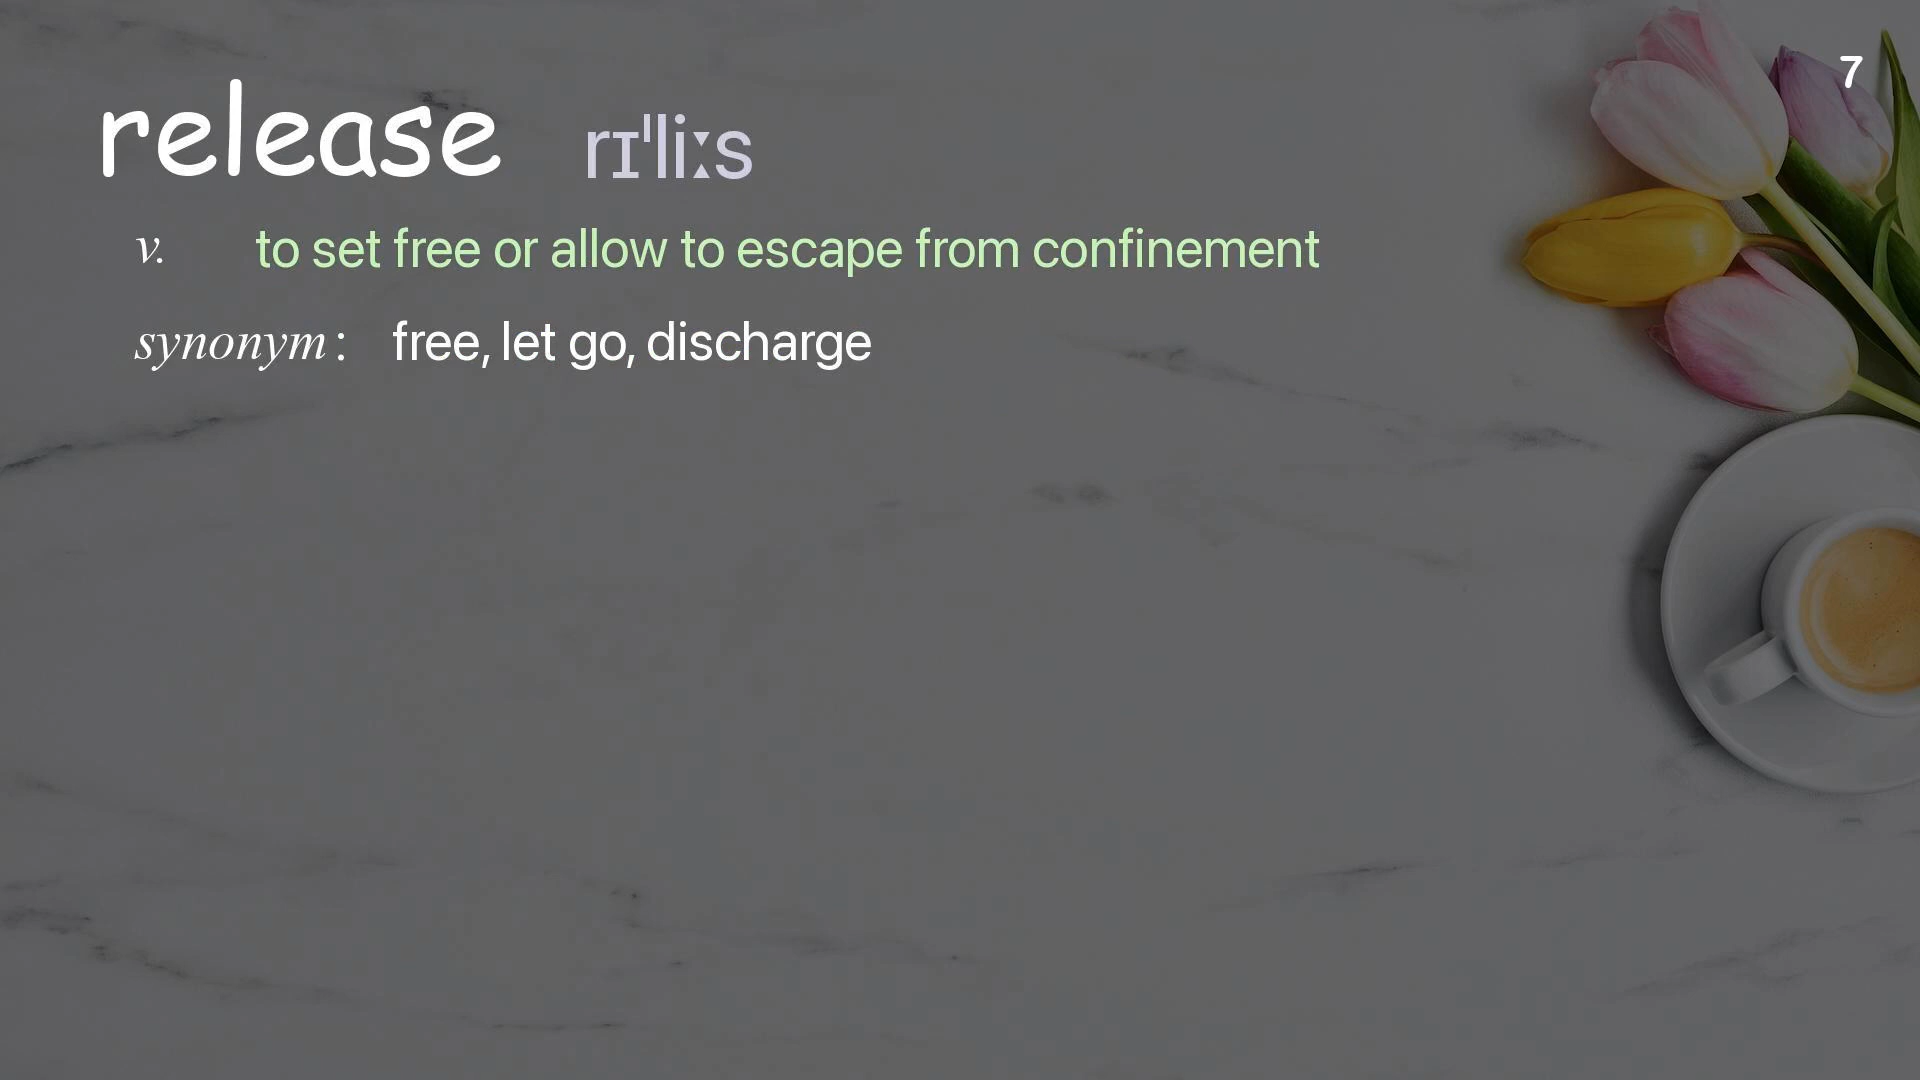 7
release rɪˈliːs
v. to set free or allow to escape from confinement
synonym : free, let go, discharge